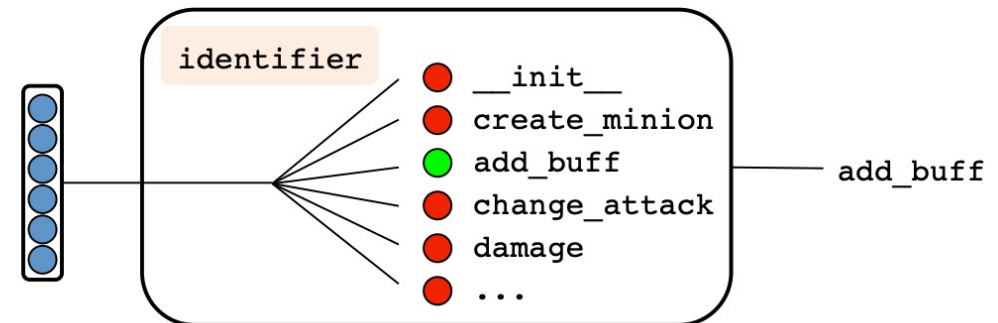 identifier
__init__
create_minion
add_buff
change_attack
damage
...
add_buff